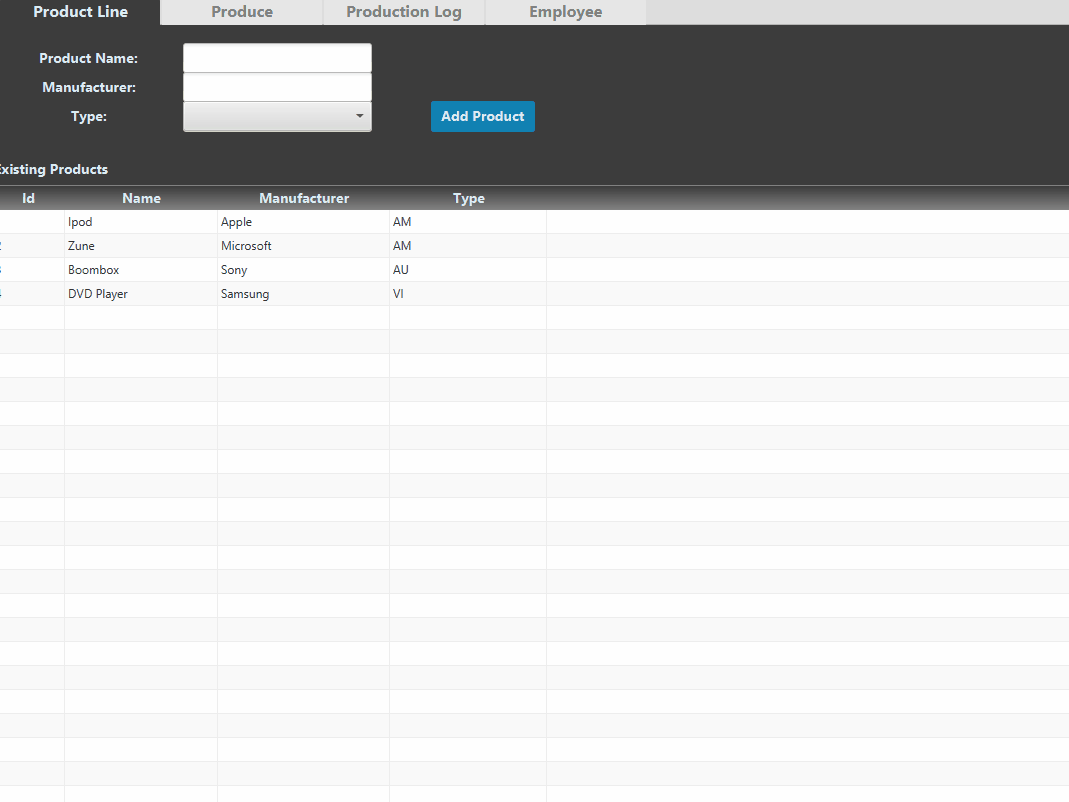 Product Line Produce Production Log Employee
Product Name:
Manufacturer:
Type: Add Product
Existing Products
Id Name Manufacturer Type
Ipod Apple AM
2 Zune Microsoft AM
3 Boombox Sony AU
4 DVD Player Samsung VI